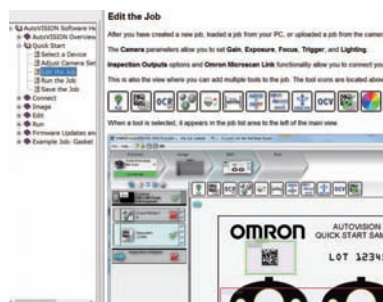 AutoVISION Software He
AutoVISION Overview
Quick Start
Select a Device
Adjust Camera Set
Edit the Job
Run the Job
Save the Job
Connect
Image
Edit
Run
Firmware Updates an
Example Job: Gasket
Edit the Job
After you have created a new job, loaded a job from your PC, or uploaded a job from the camer
The Camera parameters allow you to set Gain, Exposure, Focus, Trigger, and Lighting.
Inspection Outputs options and Omron Microscan Link functionality allow you to connect you
This is also the view where you can add multiple tools to the job. The tool icons are located abov
OCR
OCV
When a tool is selected, it appears in the job list area to the left of the main view.
OCR
OCV
OMRON
AUTOVISION
QUICK START SAM
LOT 1234